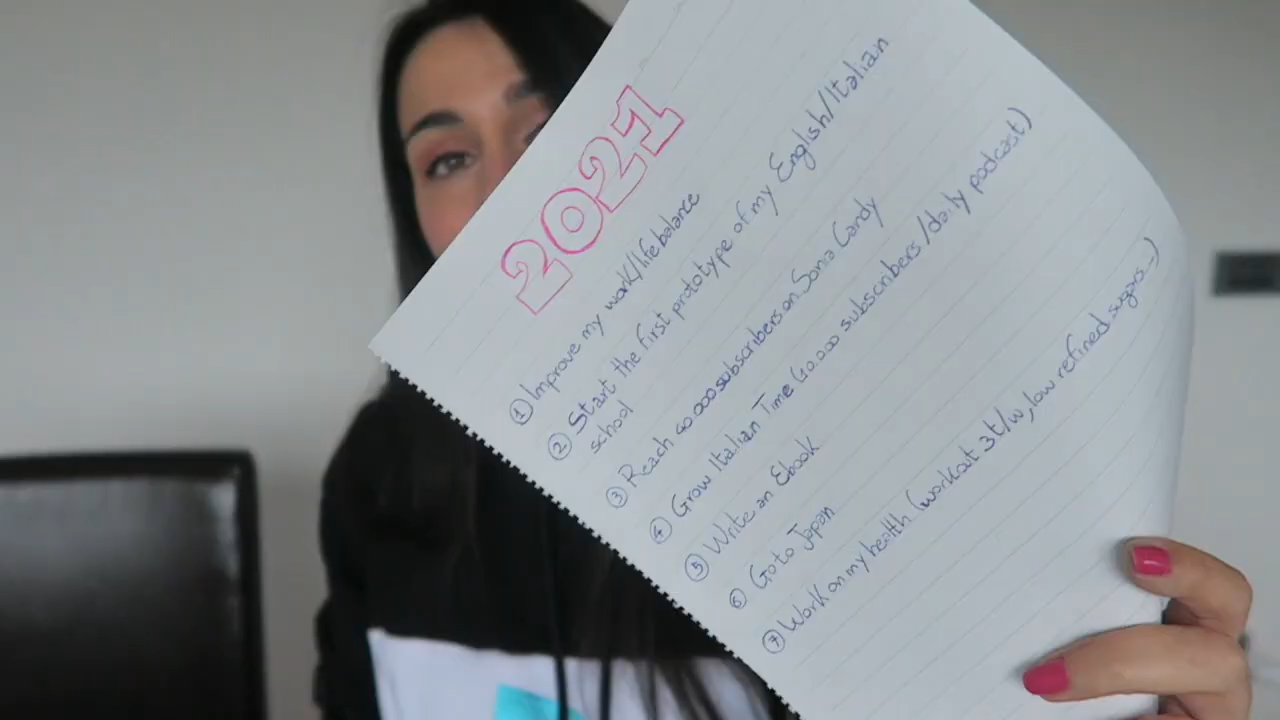 2021
① Improve my work/life balance
② Start the first prototype of my English/Italian
school
③ Reach 60.000 subscribers on Sonia Candy
④ Grow Italian Time (10.000 subscribers/daily podcast)
⑤ Write an Ebook
⑥ Go to Japan
⑦ Work on my health (workout 3t/w, low refined sugars...)